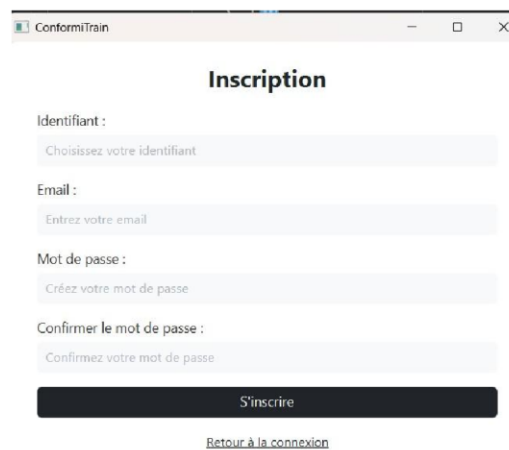 ConformiTrain
Inscription
Identifiant :
Choisissez votre identifiant
Email :
Entrez votre email
Mot de passe :
Créez votre mot de passe
Confirmer le mot de passe :
Confirmez votre mot de passe
S'inscrire
Retour à la connexion